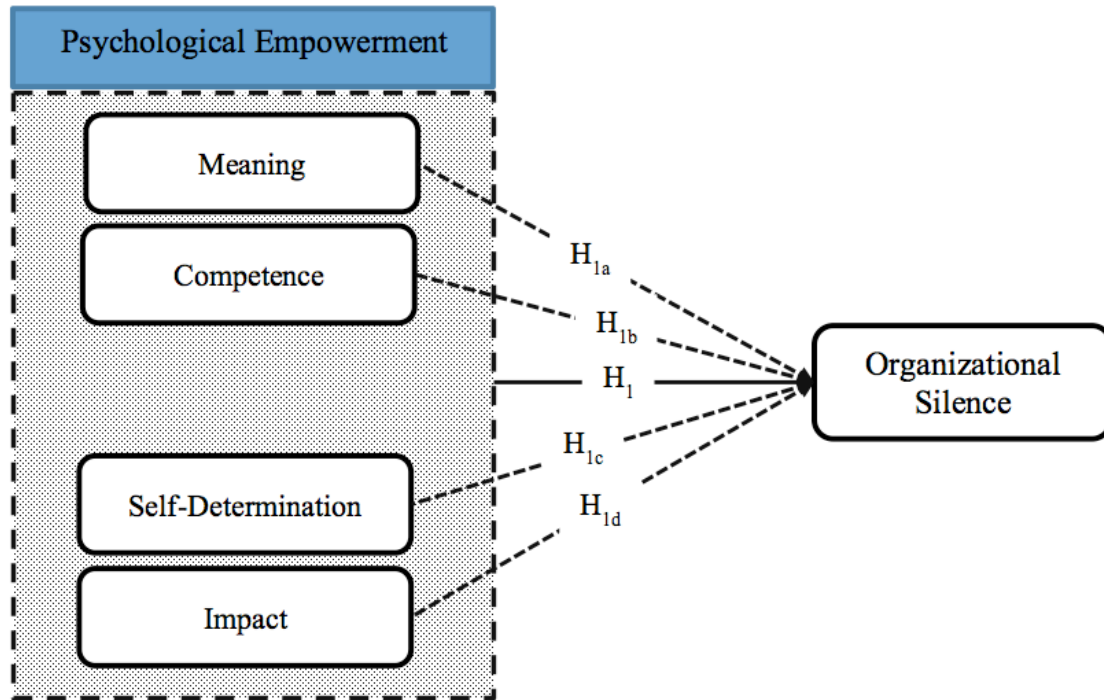 Psychological Empowerment
Meaning
H1a
Competence
H1b
H1
Organizational
Silence
H1c
Self-Determination
H1d
Impact